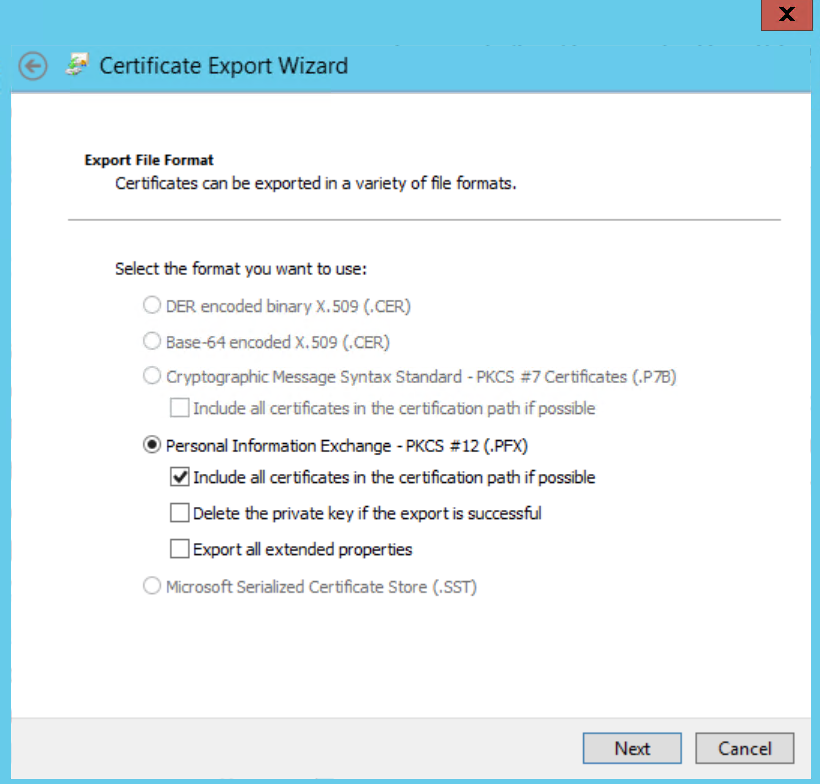 X
Certificate Export Wizard
Export File Format
Certificates can be exported in a variety of file formats.
Select the format you want to use:
DER encoded binary X.509 (.CER)
Base-64 encoded X.509 (.CER)
Cryptographic Message Syntax Standard - PKCS #7 Certificates (.P7B)
Include all certificates in the certification path if possible
Personal Information Exchange - PKCS #12 (.PFX)
Include all certificates in the certification path if possible
Delete the private key if the export is successful
Export all extended properties
Microsoft Serialized Certificate Store (.SST)
Next
Cancel